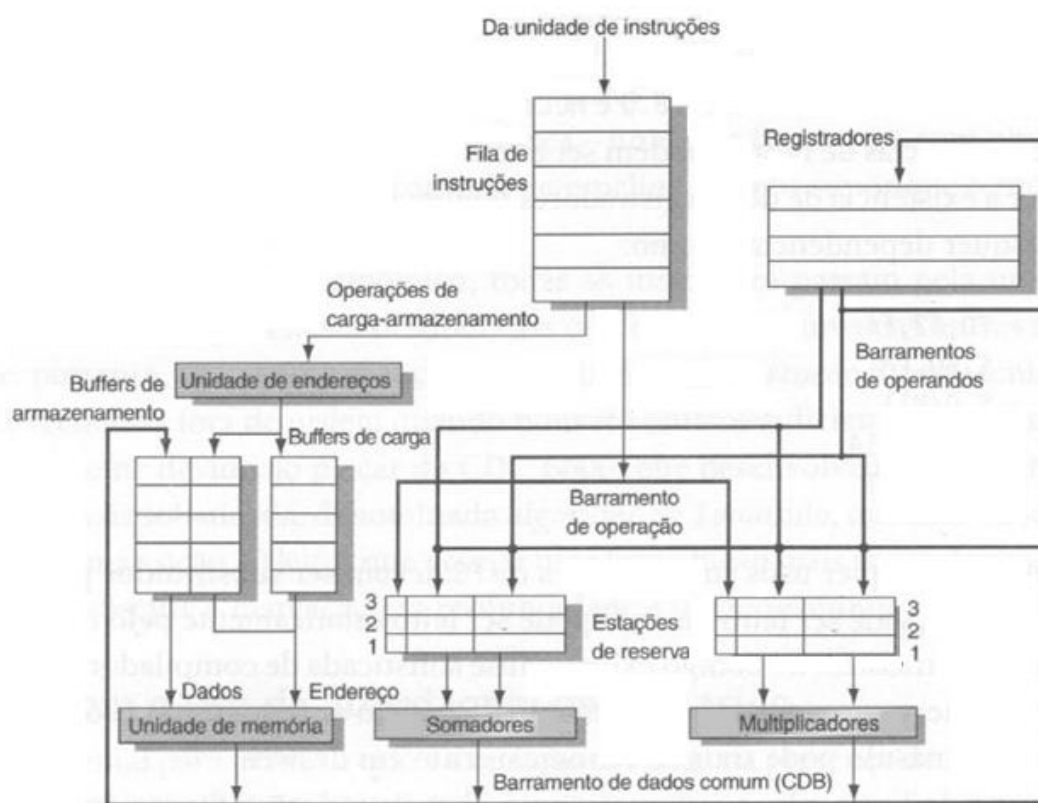 Da unidade de instruções
Fila de
instruções
Registradores
Operações de
carga-armazenamento
Barramentos
de operandos
Buffers de
armazenamento
Unidade de endereços
Buffers de carga
Barramento
de operação
3
2
1
Estações
de reserva
3
2
1
Dados
Endereço
Unidade de memória
Somadores
Multiplicadores
Barramento de dados comum (CDB)